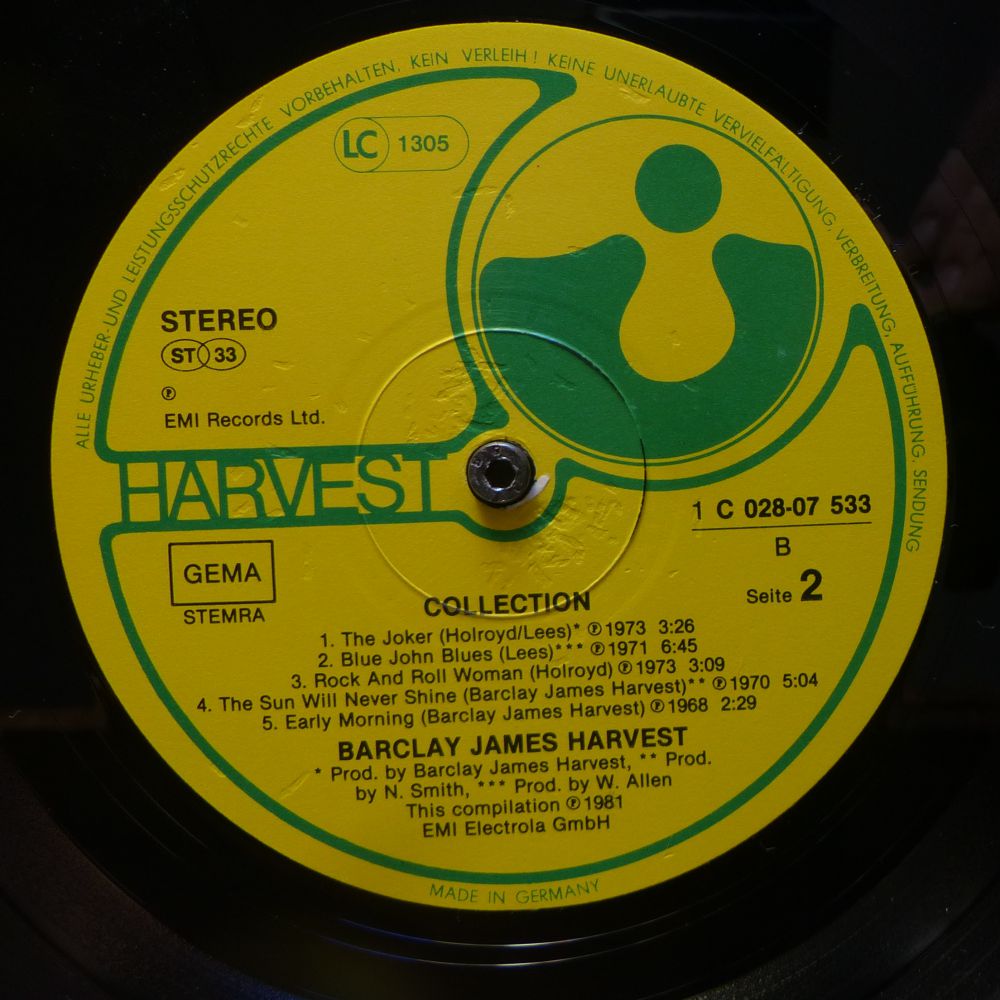 ALLE URHEBER- UND LEISTUNGSSCHUTZRECHTE VORBEHALTEN. KEIN VERLEIH! KEINE UNERLAUBTE VERVIELFÄLTIGUNG, VERBREITUNG, AUFFÜHRUNG, SENDUNG
LC 1305
STEREO
ST 33
℗
EMI Records Ltd.
HARVEST
1 C 028-07 533
B
Seite 2
GEMA
STEMRA
COLLECTION
1. The Joker (Holroyd/Lees)* ℗1973 3:26
2. Blue John Blues (Lees)*** ℗1971 6:45
3. Rock And Roll Woman (Holroyd) ℗1973 3:09
4. The Sun Will Never Shine (Barclay James Harvest)** ℗1970 5:04
5. Early Morning (Barclay James Harvest) ℗1968 2:29
BARCLAY JAMES HARVEST
* Prod. by Barclay James Harvest, ** Prod.
by N. Smith, *** Prod. by W. Allen
This compilation ℗1981
EMI Electrola GmbH
MADE IN GERMANY